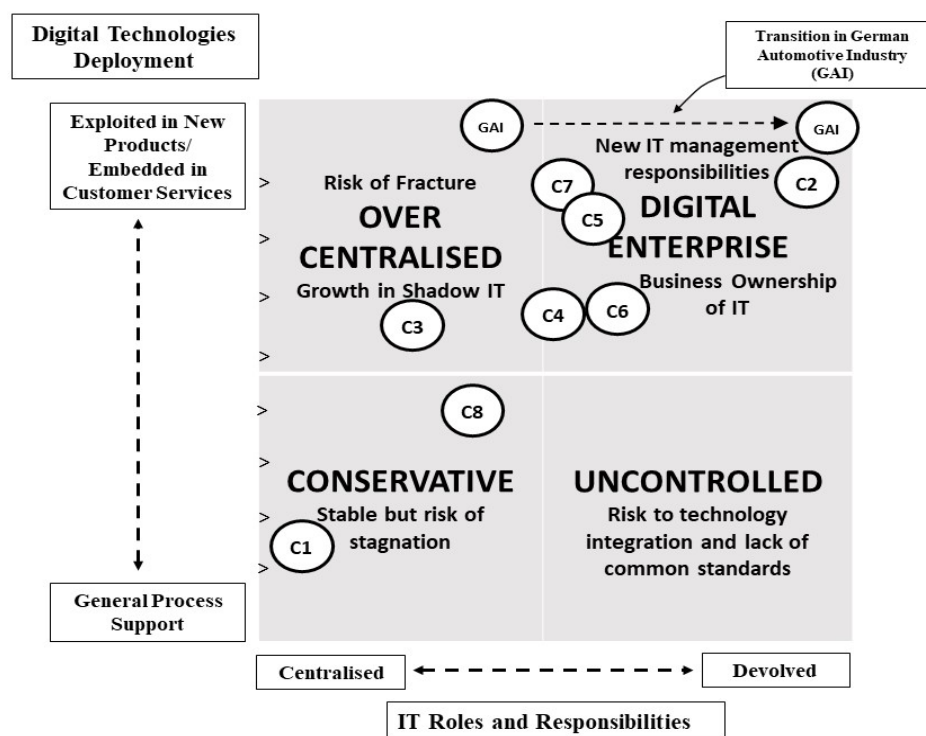 Digital Technologies
Deployment
Transition in German
Automotive Industry
(GAI)
Exploited in New
Products/
Embedded in
Customer Services
GAI
GAI
New IT management
responsibilities
Risk of Fracture
C7
C2
OVER
CENTRALISED
C5
DIGITAL
ENTERPRISE
Growth in Shadow IT
Business Ownership
of IT
C3
C4
C6
>
>
>
>
>
>
>
>
C8
CONSERVATIVE
Stable but risk of
stagnation
C1
UNCONTROLLED
Risk to technology
integration and lack of
common standards
General Process
Support
Centralised
Devolved
IT Roles and Responsibilities